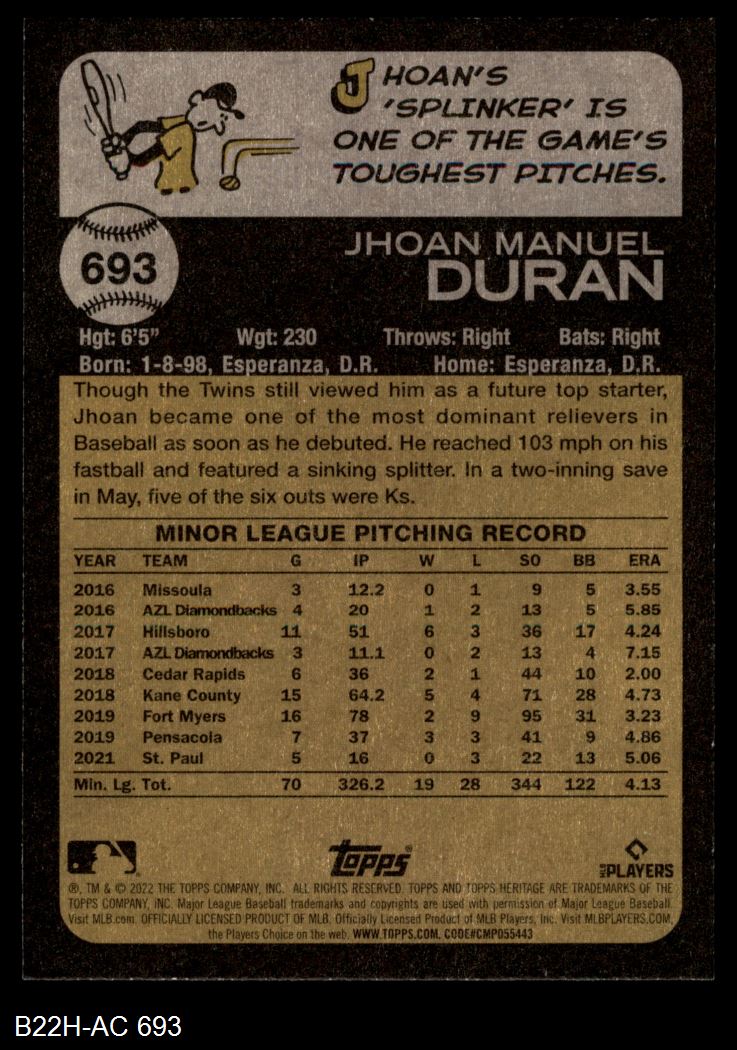 JHOAN'S
'SPLINKER' IS
ONE OF THE GAME'S
TOUGHEST PITCHES.
693
JHOAN MANUEL
DURAN
Hgt: 6'5" Wgt: 230 Throws: Right Bats: Right
Born: 1-8-98, Esperanza, D.R. Home: Esperanza, D.R.
Though the Twins still viewed him as a future top starter,
Jhoan became one of the most dominant relievers in
Baseball as soon as he debuted. He reached 103 mph on his
fastball and featured a sinking splitter. In a two-inning save
in May, five of the six outs were Ks.
MINOR LEAGUE PITCHING RECORD
YEAR TEAM G IP W L SO BB ERA
2016 Missoula 3 12.2 0 1 9 5 3.55
2016 AZL Diamondbacks 4 20 1 2 13 5 5.85
2017 Hillsboro 11 51 6 3 36 17 4.24
2017 AZL Diamondbacks 3 11.1 0 2 13 4 7.15
2018 Cedar Rapids 6 36 2 1 44 10 2.00
2018 Kane County 15 64.2 5 4 71 28 4.73
2019 Fort Myers 16 78 2 9 95 31 3.23
2019 Pensacola 7 37 3 3 41 9 4.86
2021 St. Paul 5 16 0 3 22 13 5.06
Min. Lg. Tot. 70 326.2 19 28 344 122 4.13
Topps®
MLB PLAYERS
®, TM & © 2022 THE TOPPS COMPANY, INC. ALL RIGHTS RESERVED. TOPPS AND TOPPS HERITAGE ARE TRADEMARKS OF THE
TOPPS COMPANY, INC. Major League Baseball trademarks and copyrights are used with permission of Major League Baseball.
Visit MLB.com. OFFICIALLY LICENSED PRODUCT OF MLB. Officially Licensed Product of MLB Players, Inc. Visit MLBPLAYERS.COM,
the Players Choice on the web. WWW.TOPPS.COM. CODE#CMP055443
B22H-AC 693